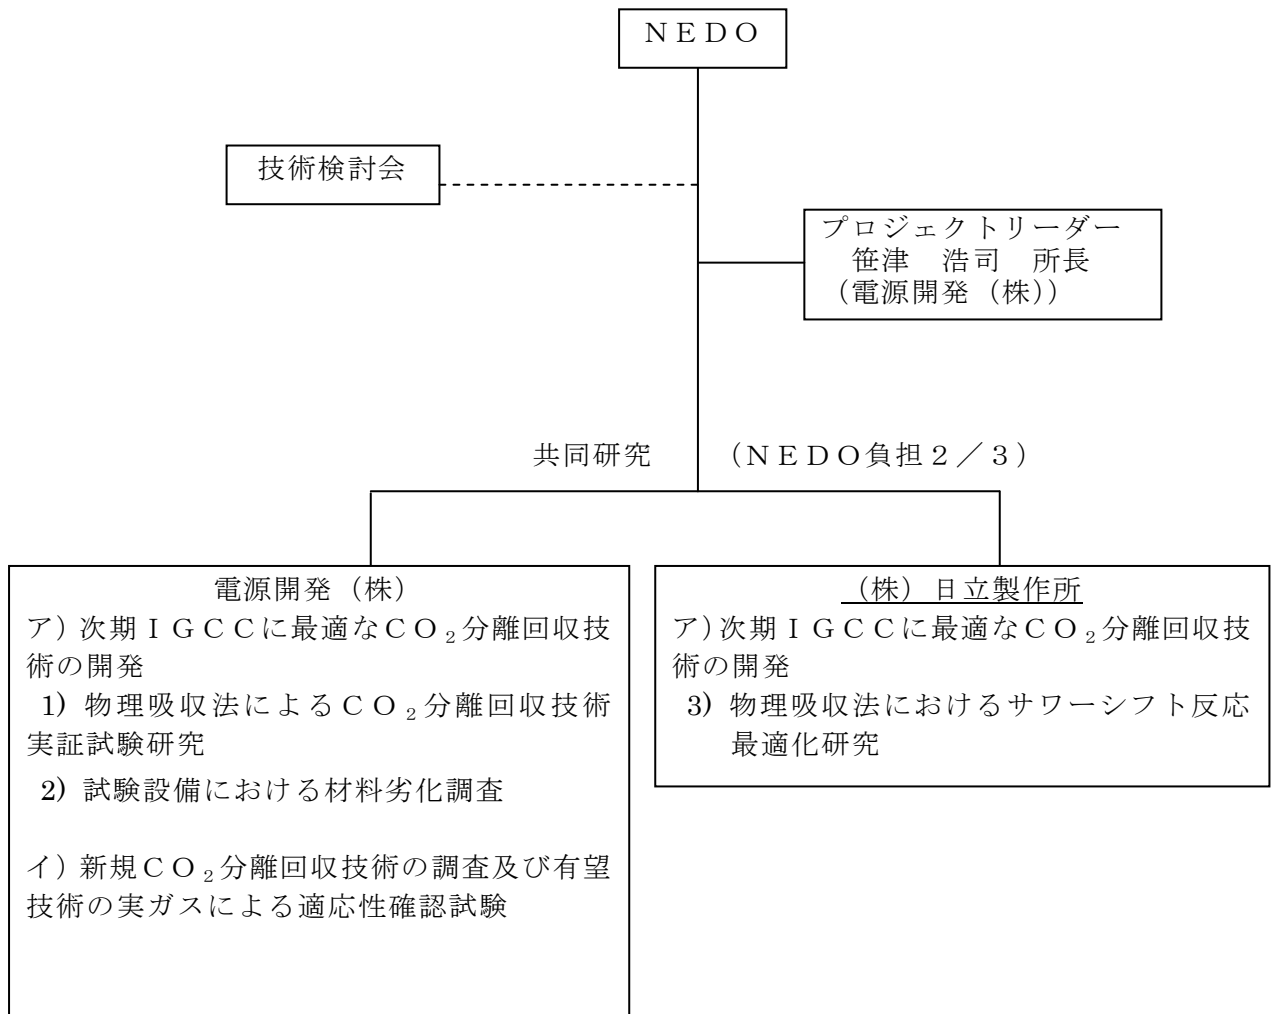 ＮＥＤＯ
技術検討会
プロジェクトリーダー
笹津　浩司　所長
（電源開発（株））
共同研究　　（ＮＥＤＯ負担２／３）
電源開発（株）
ア）次期ＩＧＣＣに最適なＣＯ₂分離回収技
術の開発
1) 物理吸収法によるＣＯ₂分離回収技術
実証試験研究
2) 試験設備における材料劣化調査
イ）新規ＣＯ₂分離回収技術の調査及び有望
技術の実ガスによる適応性確認試験
（株）日立製作所
ア）次期ＩＧＣＣに最適なＣＯ₂分離回収技
術の開発
3) 物理吸収法におけるサワーシフト反応
最適化研究